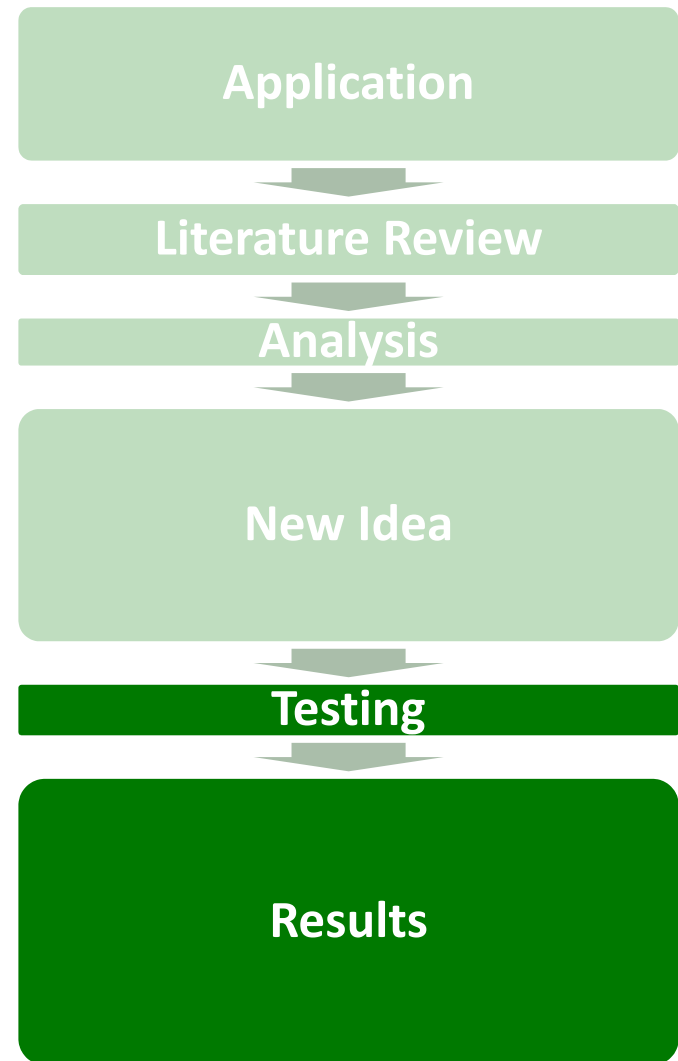 Application
Literature Review
Analysis
New Idea
Testing
Results